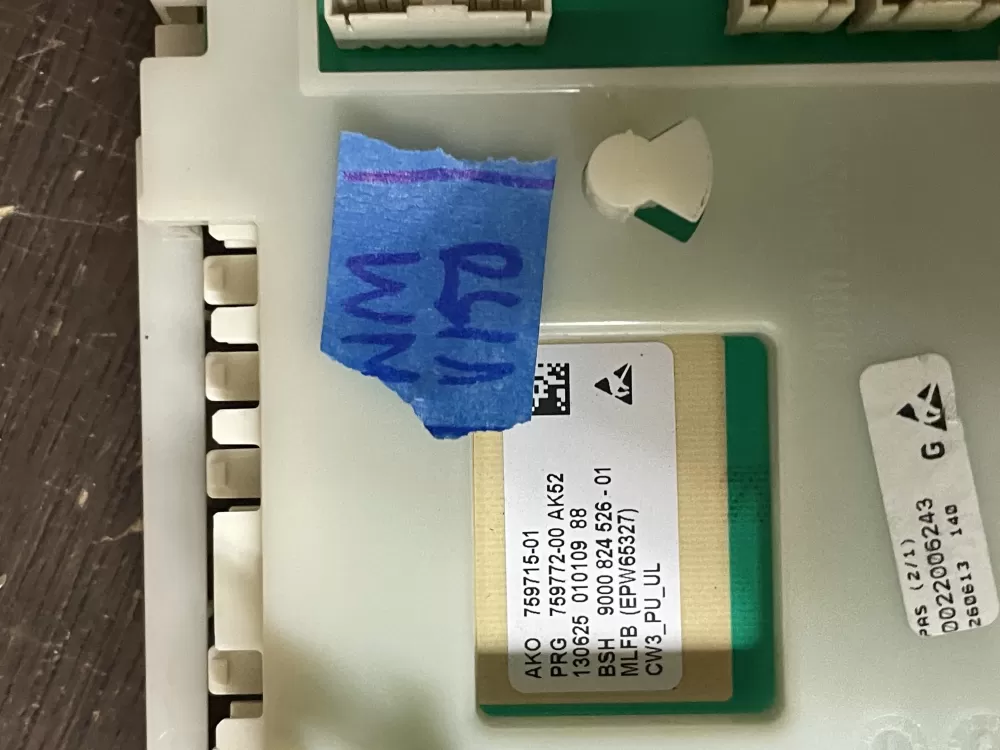 AKO 759715-01
PRG 759772-00 AK52
130625 010109 88
BSH 9000 824 526 - 01
MLFB (EPW65327)
CW3_PU_UL
G
PAS (2/1)
00022006243
260613 140